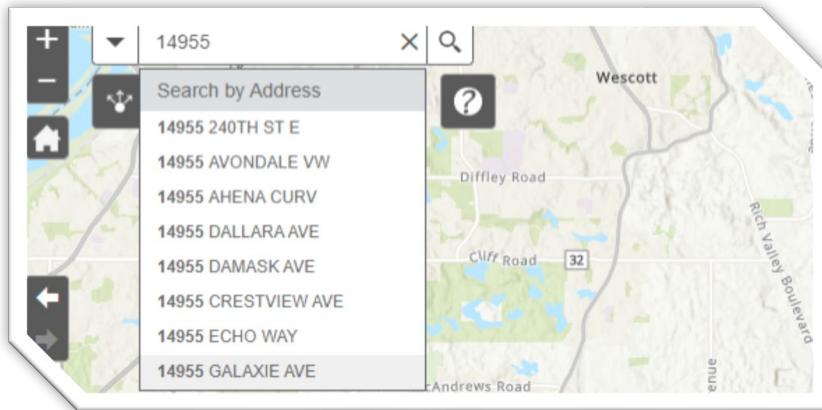 14955
Search by Address
14955 240TH ST E
14955 AVONDALE VW
14955 AHENA CURV
14955 DALLARA AVE
14955 DAMASK AVE
14955 CRESTVIEW AVE
14955 ECHO WAY
14955 GALAXIE AVE
?
Wescott
Diffley Road
Cliff Road
32
Rich Valley Boulevard
cAndrews Road
enue